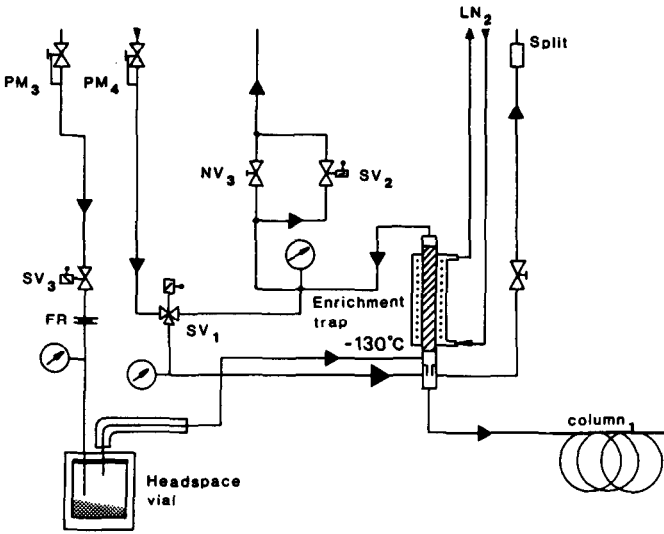 LN2
Split
PM3
PM4
NV3
SV2
SV3
Enrichment
trap
FR
SV1
-130°C
column1
Headspace
vial